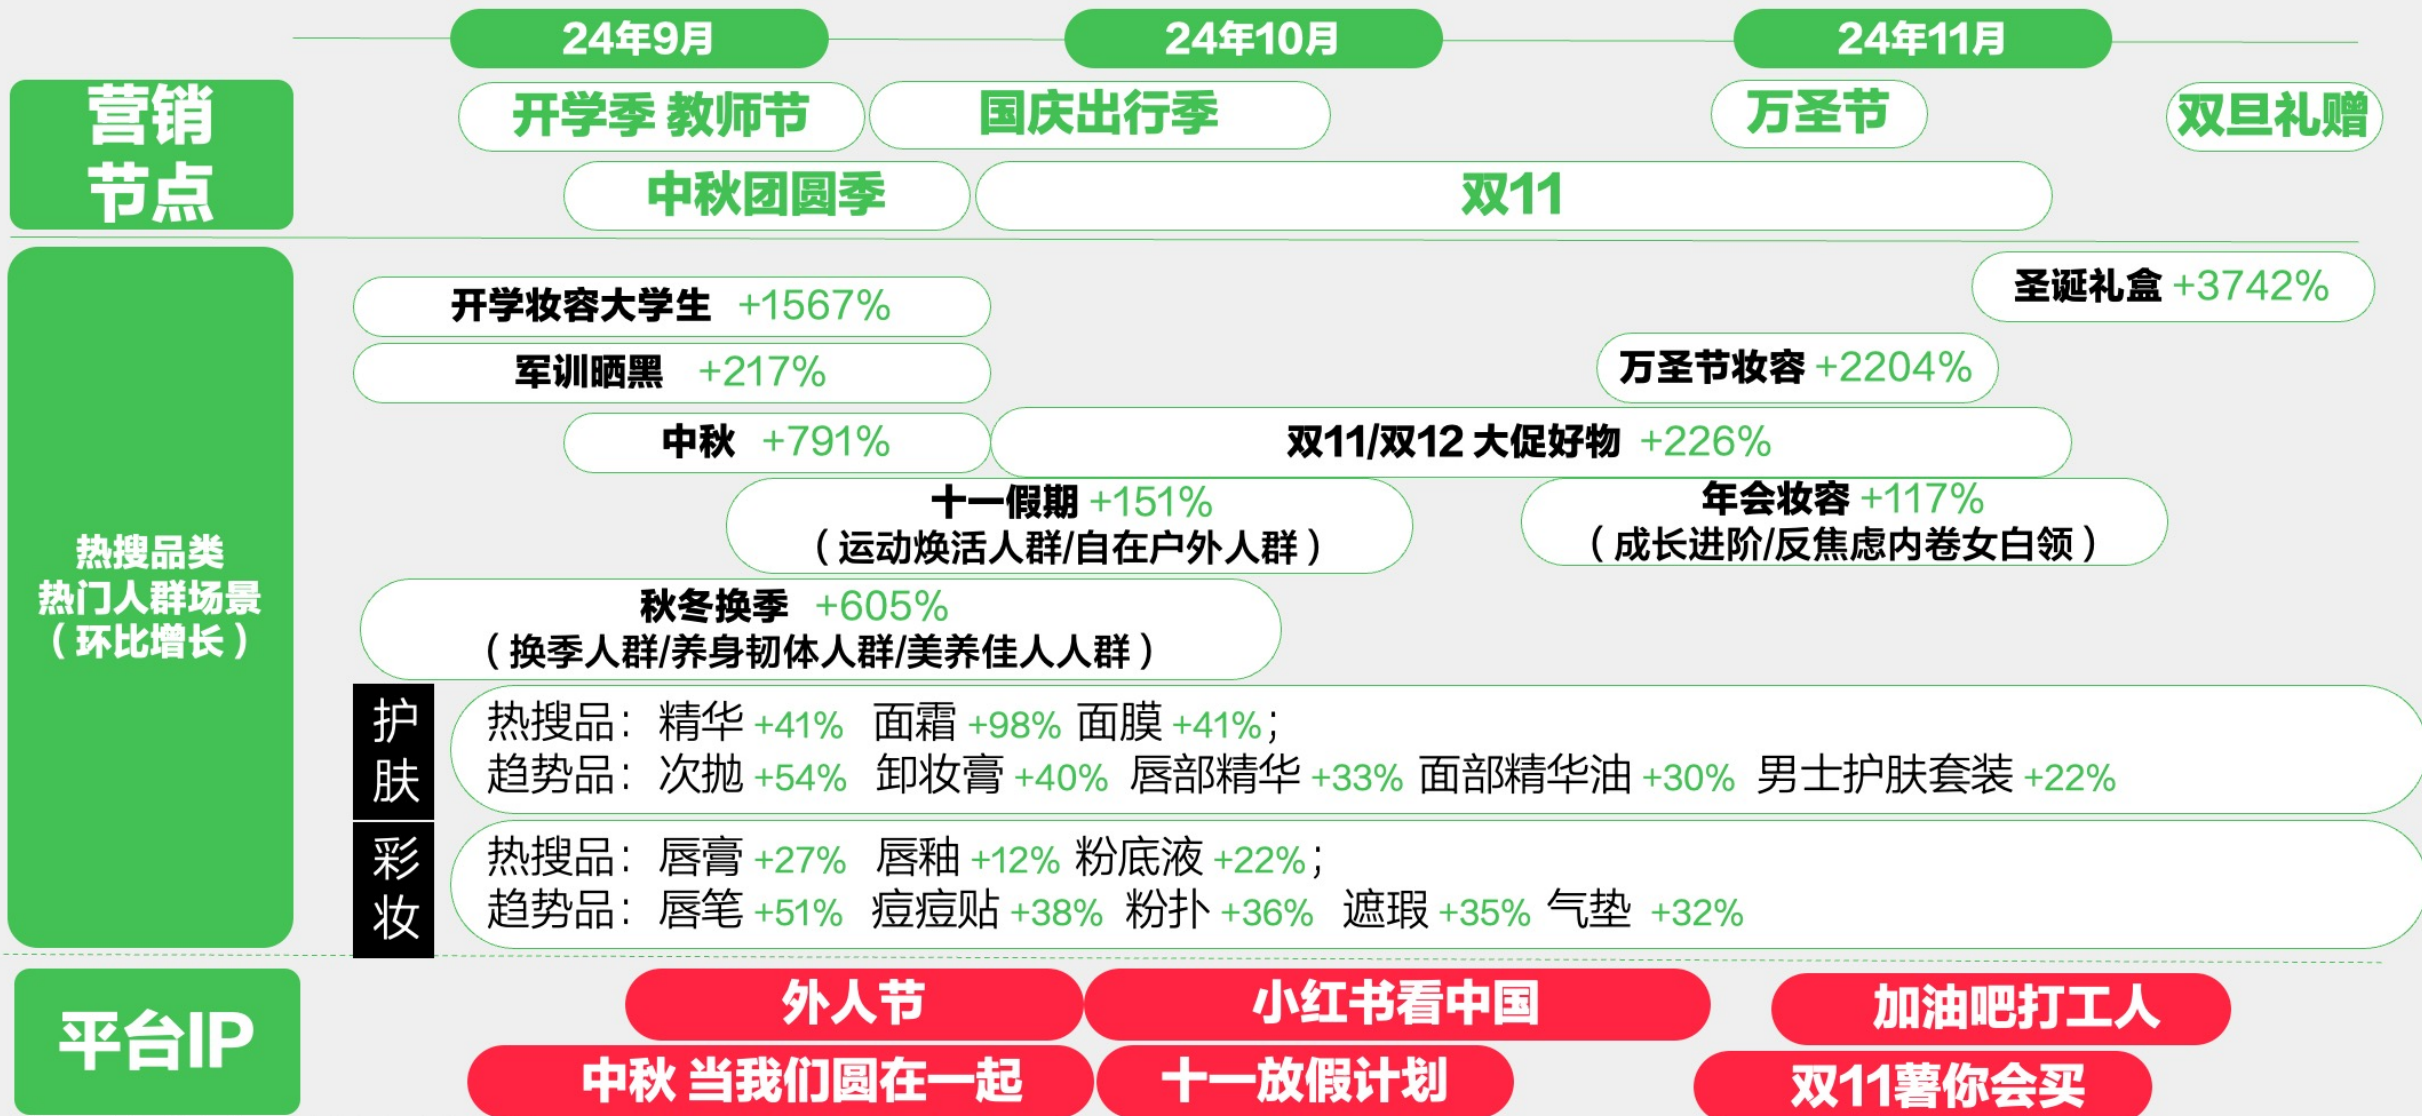 24年9月 24年10月 24年11月
营销
节点
开学季 教师节 国庆出行季 万圣节 双旦礼赠
中秋团圆季 双11
热搜品类
热门人群场景
（环比增长）
圣诞礼盒 +3742%
开学妆容大学生 +1567%
军训晒黑 +217%
万圣节妆容 +2204%
中秋 +791%
双11/双12 大促好物 +226%
十一假期 +151%
（运动焕活人群/自在户外人群）
年会妆容 +117%
（成长进阶/反焦虑内卷女白领）
秋冬换季 +605%
（换季人群/养身韧体人群/美养佳人人群）
护肤
热搜品：精华 +41% 面霜 +98% 面膜 +41%；
趋势品：次抛 +54% 卸妆膏 +40% 唇部精华 +33% 面部精华油 +30% 男士护肤套装 +22%
彩妆
热搜品：唇膏 +27% 唇釉 +12% 粉底液 +22%；
趋势品：唇笔 +51% 痘痘贴 +38% 粉扑 +36% 遮瑕 +35% 气垫 +32%
平台IP
外人节 小红书看中国 加油吧打工人
中秋 当我们圆在一起 十一放假计划 双11薯你会买